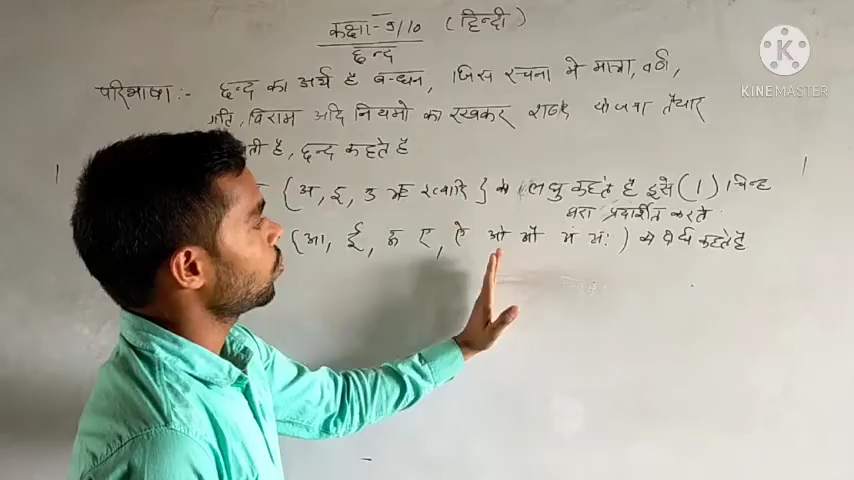 कक्षा-9/10 (हिन्दी)
छन्द
परिभाषा:- छन्द का अर्थ है बन्धन, जिस रचना मे मात्रा, वर्ण,
गति, विराम आदि नियमो का रखकर शब्द योजना तैयार
है, छन्द कहते है
{अ, इ, उ ऋ इत्यादि} को लघु कहते है इसे (।) चिन्ह
द्वारा प्रदर्शित करते
(आ, ई, ऊ ए, ऐ ओ औ अं अः) को दीर्घ कहते है
KINEMASTER